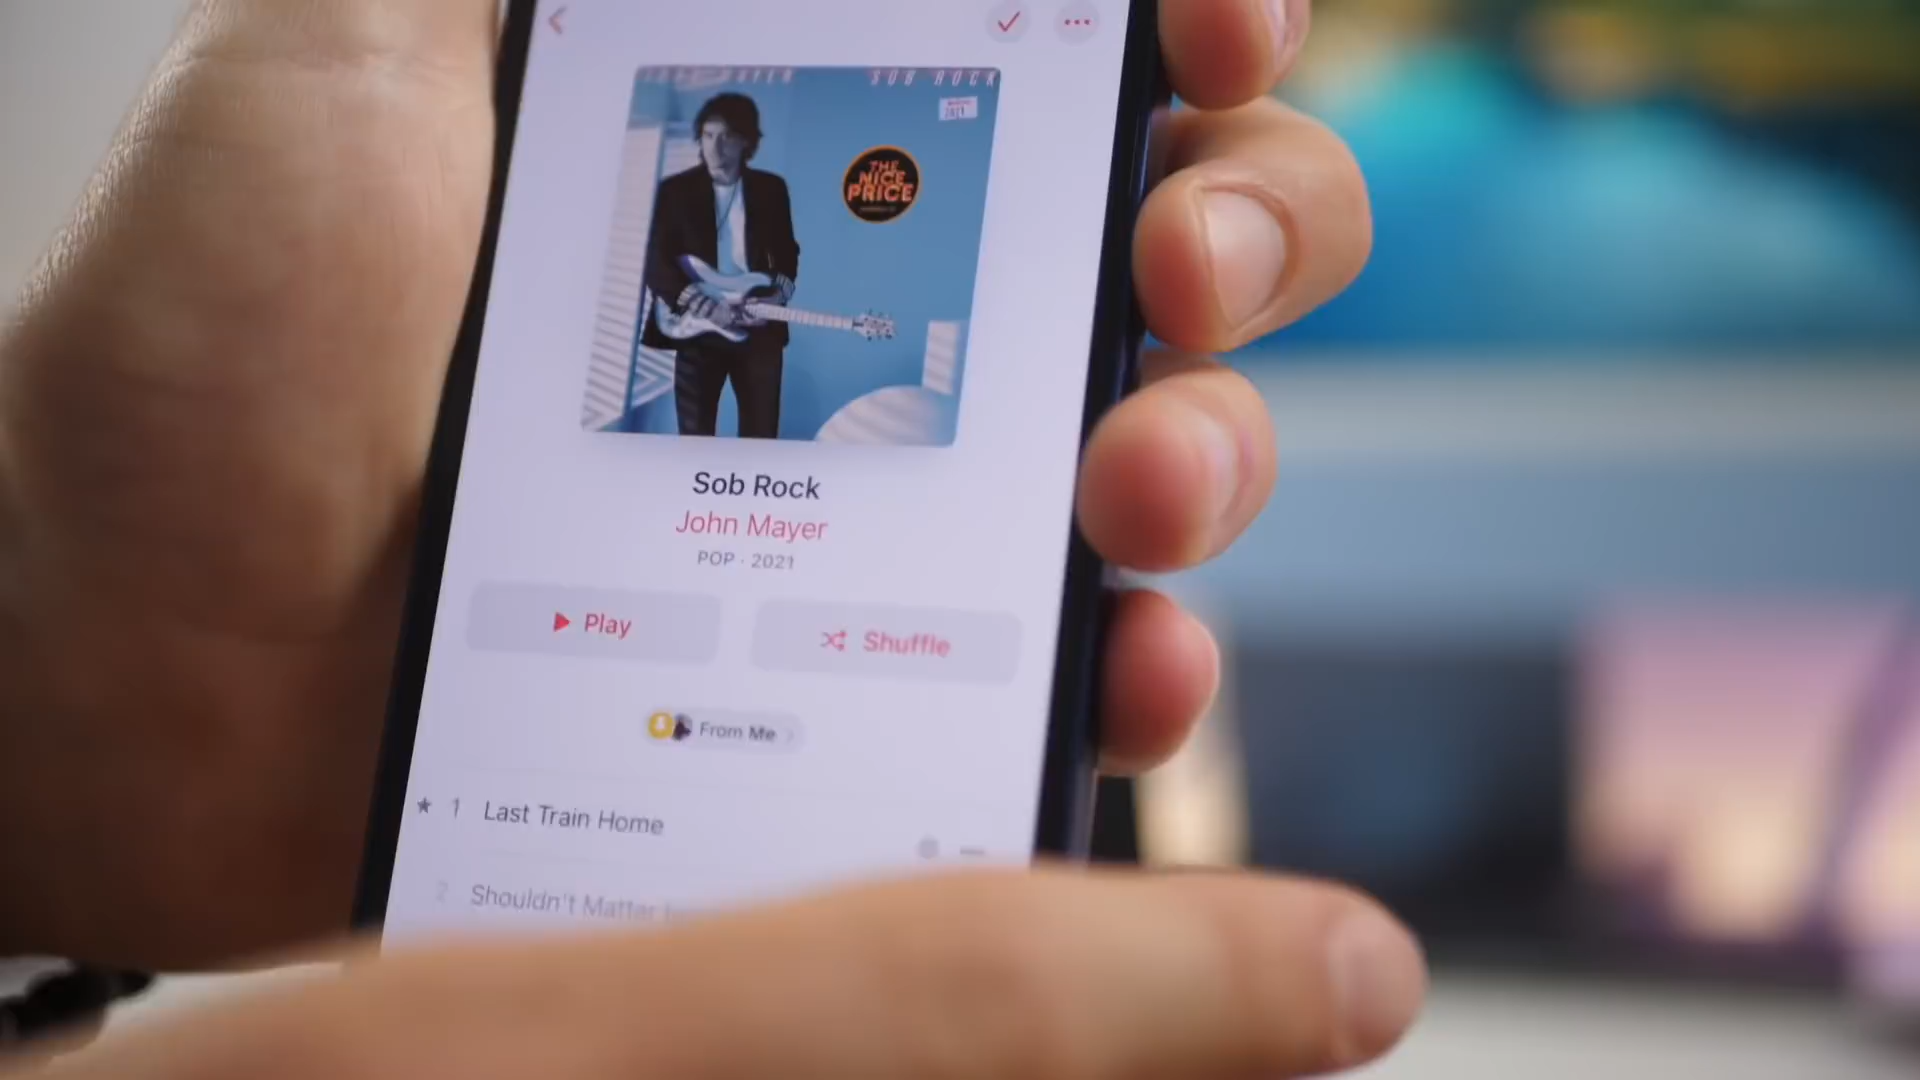 SOB ROCK
THE
NICE
PRICE
Sob Rock
John Mayer
POP · 2021
Play
Shuffle
From Me
★ 1 Last Train Home
2 Shouldn't Matter